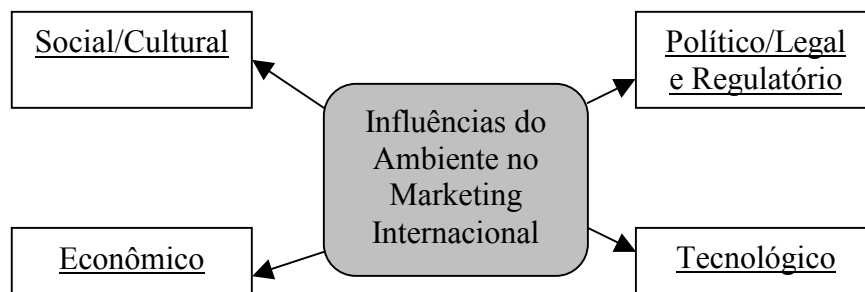 Social/Cultural
Político/Legal
e Regulatório
Influências do
Ambiente no
Marketing
Internacional
Econômico
Tecnológico